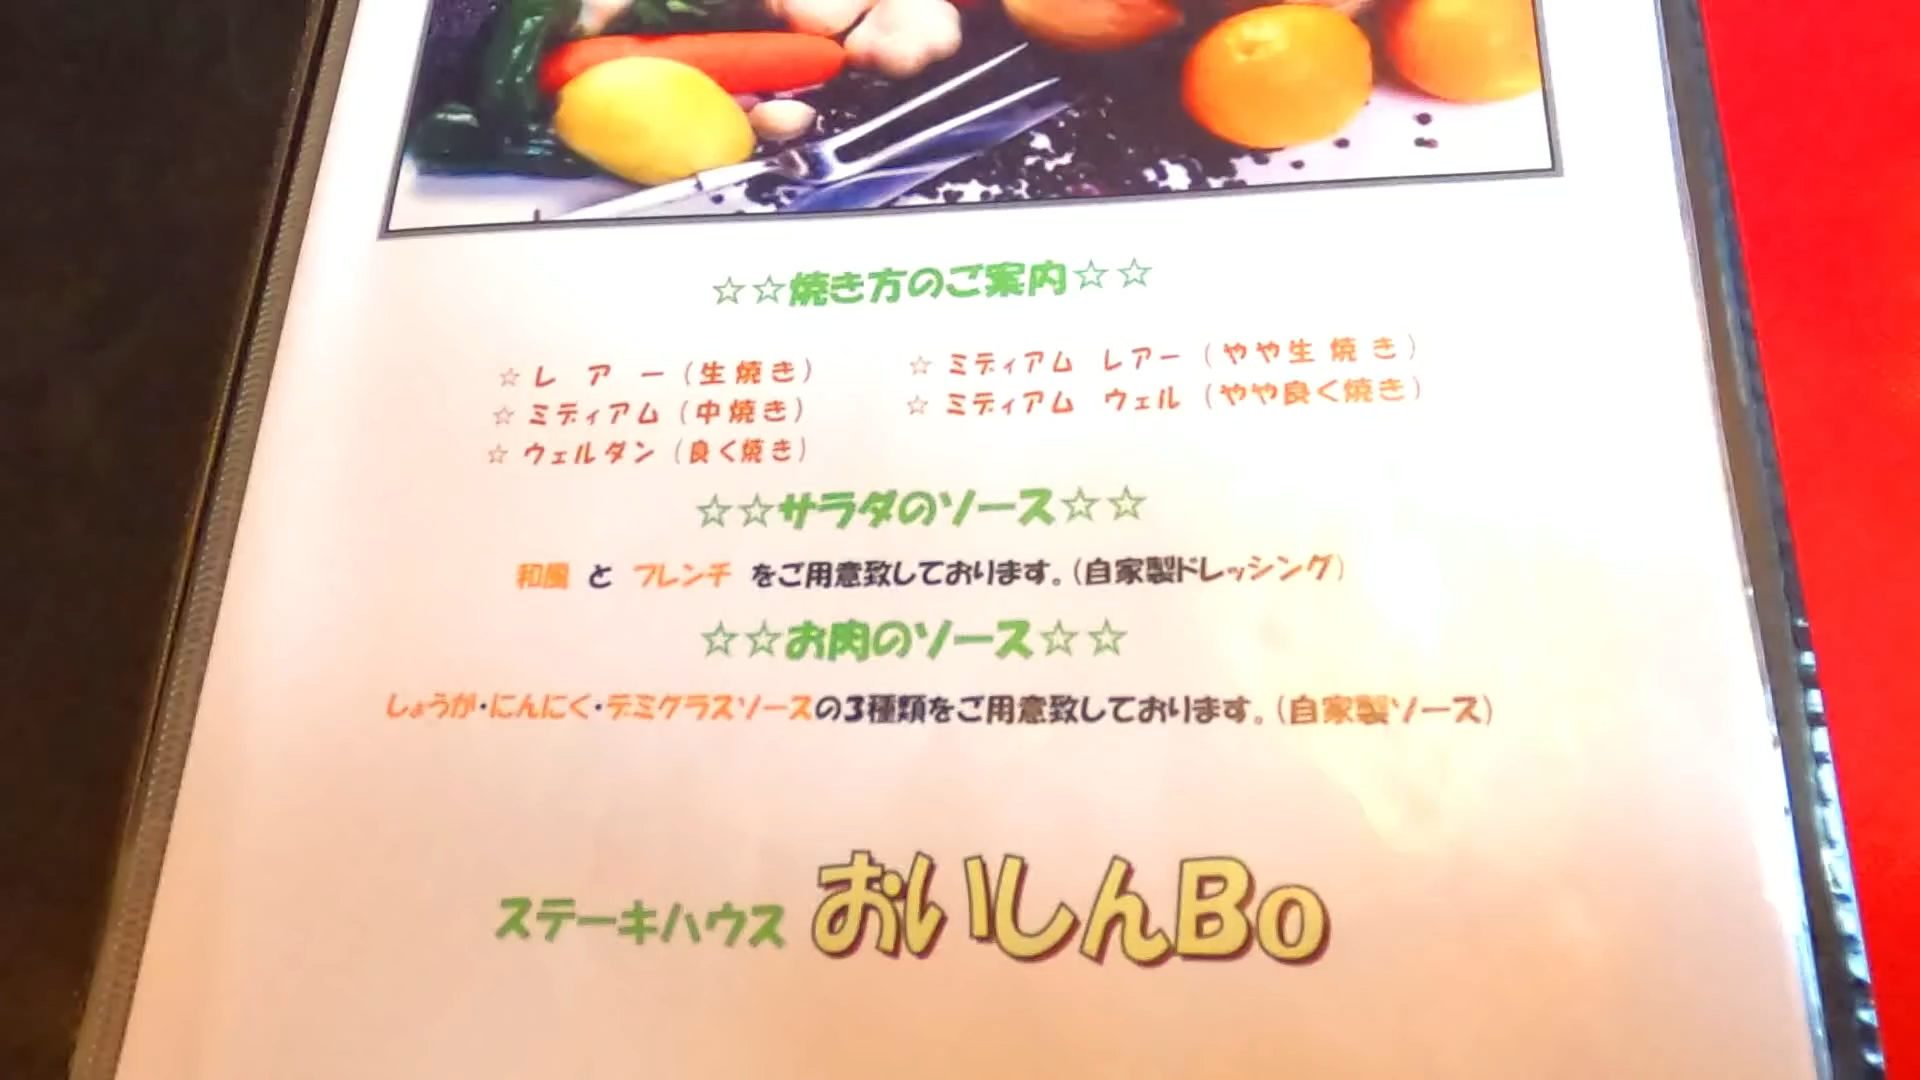 ☆☆焼き方のご案内☆☆
☆ レ ア ー (生焼き) ☆ ミディアム レアー (やや生焼き)
☆ ミディアム (中焼き) ☆ ミディアム ウェル (やや良く焼き)
☆ ウェルダン (良く焼き)
☆☆サラダのソース☆☆
和風 と フレンチ をご用意致しております。(自家製ドレッシング)
☆☆お肉のソース☆☆
しょうが・にんにく・デミグラスソースの3種類をご用意致しております。(自家製ソース)
ステーキハウス おいしんBo